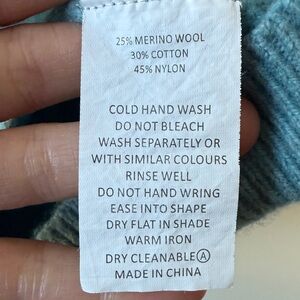 25% MERINO WOOL
30% COTTON
45% NYLON
COLD HAND WASH
DO NOT BLEACH
WASH SEPARATELY OR
WITH SIMILAR COLOURS
RINSE WELL
DO NOT HAND WRING
EASE INTO SHAPE
DRY FLAT IN SHADE
WARM IRON
DRY CLEANABLE Ⓐ
MADE IN CHINA